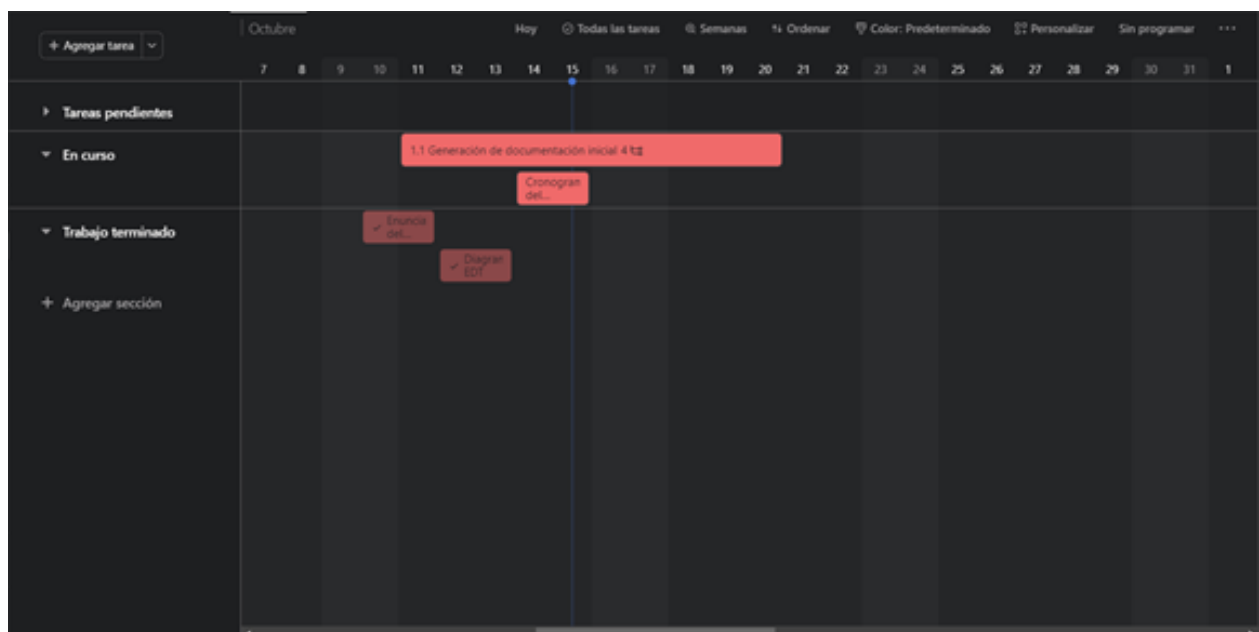 + Agregar tarea
Octubre
Hoy
Todas las tareas
Semanas
Ordenar
Color: Predeterminado
Personalizar
Sin programar
...
7 8 9 10 11 12 13 14 15 16 17 18 19 20 21 22 23 24 25 26 27 28 29 30 31 1
Tareas pendientes
En curso
1.1 Generación de documentación inicial 4
Cronogran
del...
Trabajo terminado
Enuncia
del...
Diagran
EDT
+ Agregar sección